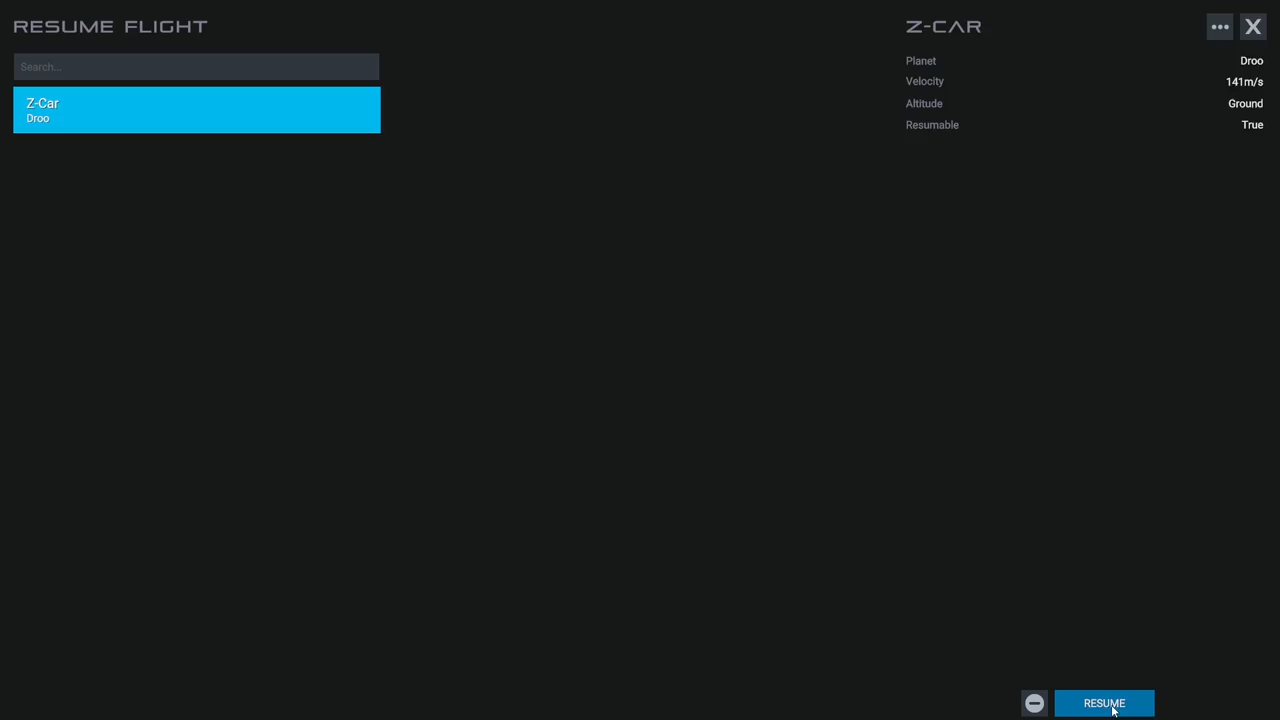 RESUME FLIGHT
Search...
Z-Car
Droo
Z-CAR
Planet Droo
Velocity 141m/s
Altitude Ground
Resumable True
RESUME